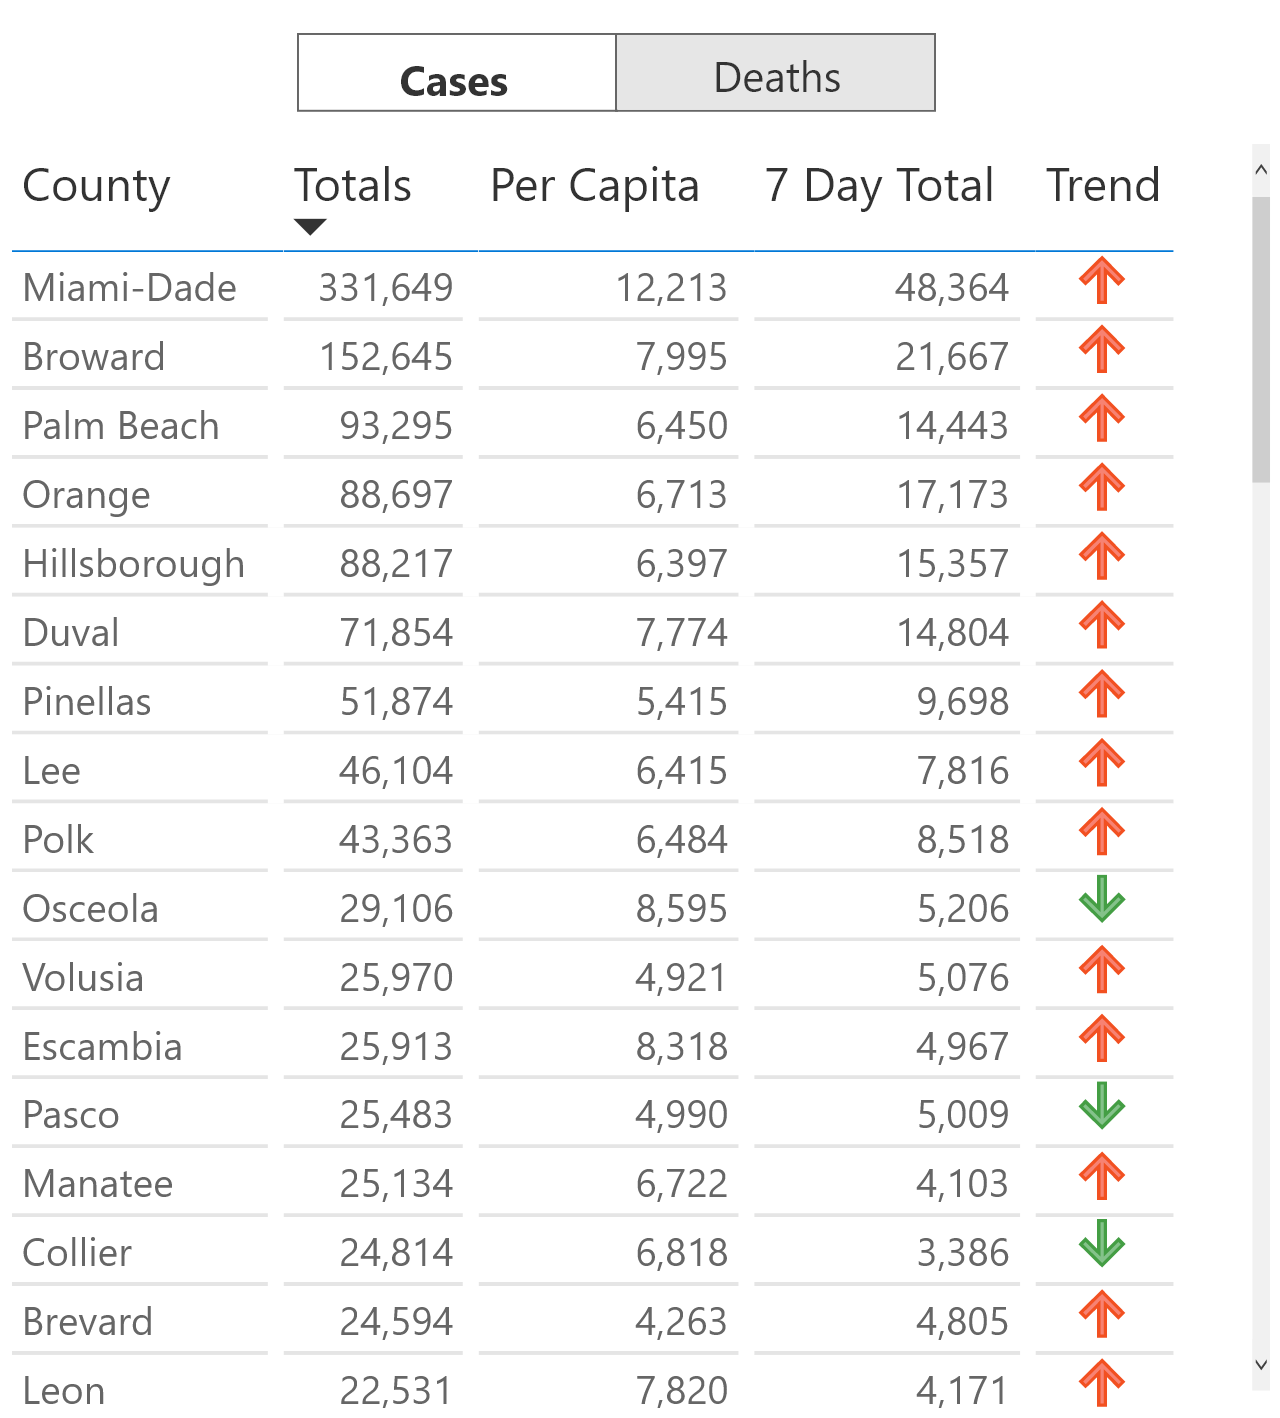 Cases Deaths
County Totals Per Capita 7 Day Total Trend
Miami-Dade 331,649 12,213 48,364
Broward 152,645 7,995 21,667
Palm Beach 93,295 6,450 14,443
Orange 88,697 6,713 17,173
Hillsborough 88,217 6,397 15,357
Duval 71,854 7,774 14,804
Pinellas 51,874 5,415 9,698
Lee 46,104 6,415 7,816
Polk 43,363 6,484 8,518
Osceola 29,106 8,595 5,206
Volusia 25,970 4,921 5,076
Escambia 25,913 8,318 4,967
Pasco 25,483 4,990 5,009
Manatee 25,134 6,722 4,103
Collier 24,814 6,818 3,386
Brevard 24,594 4,263 4,805
Leon 22,531 7,820 4,171